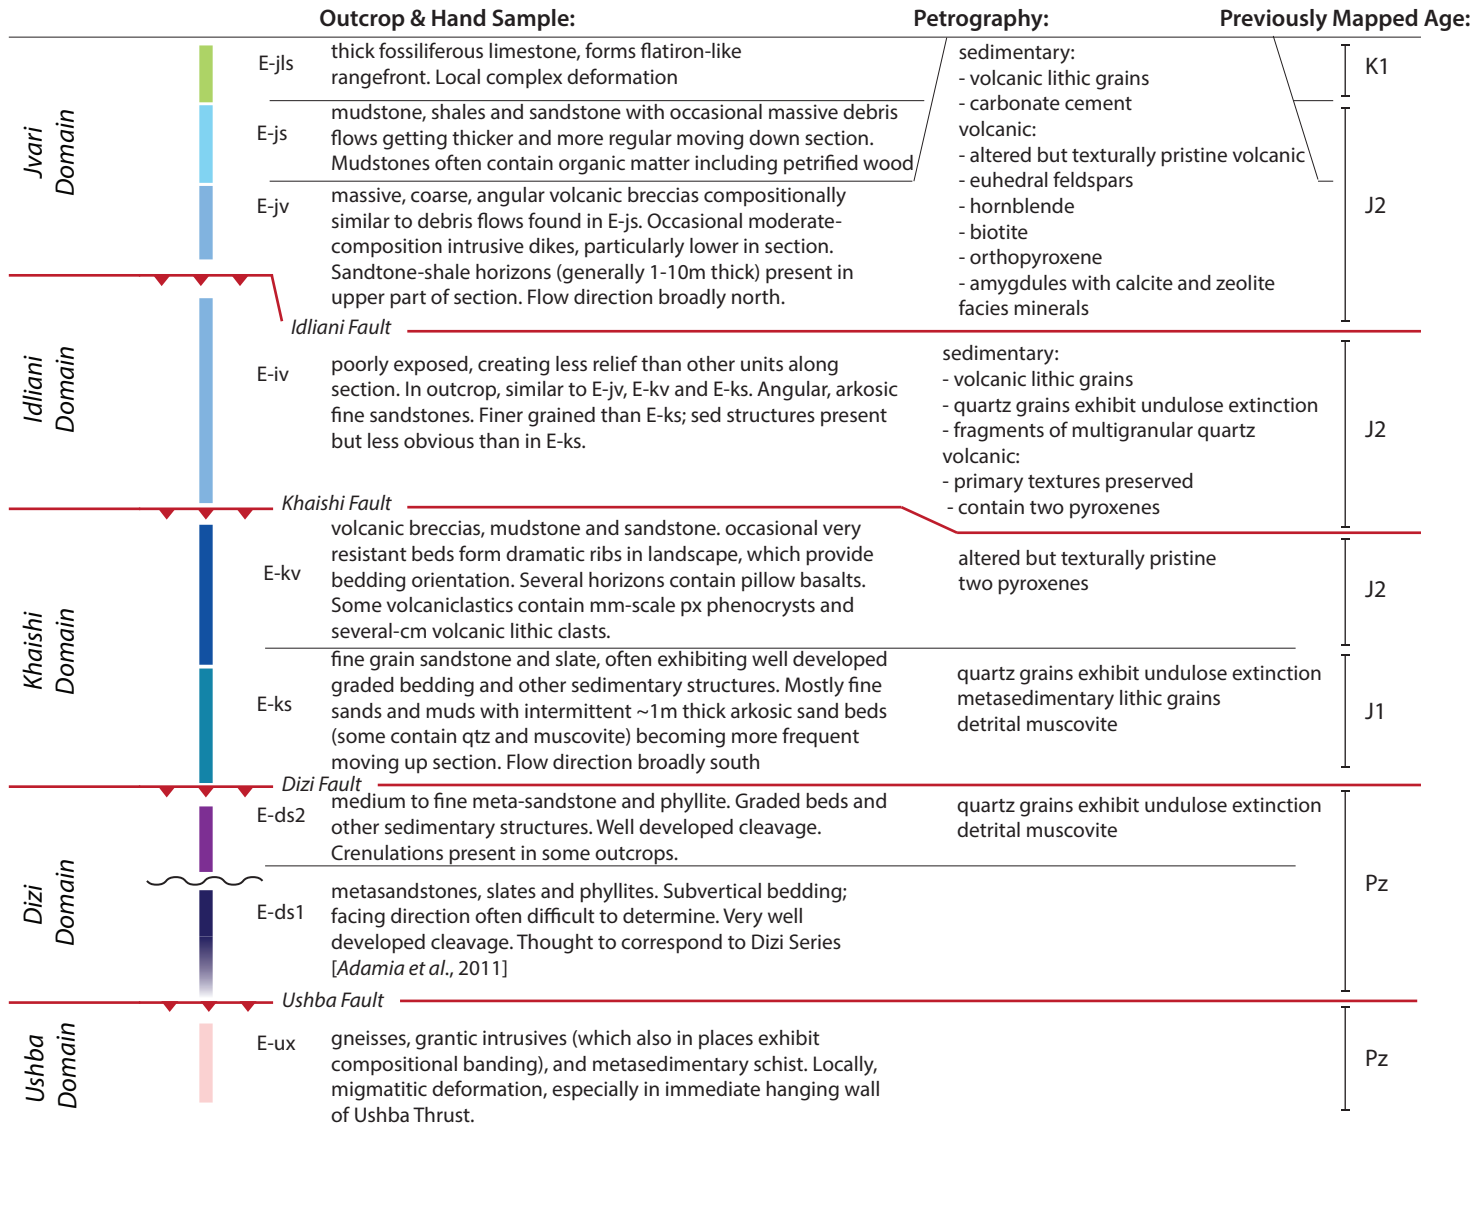 Outcrop & Hand Sample:
Petrography:
Previously Mapped Age:
Jvari
Domain
E-jls
thick fossiliferous limestone, forms flatiron-like
rangefront. Local complex deformation
E-js
mudstone, shales and sandstone with occasional massive debris
flows getting thicker and more regular moving down section.
Mudstones often contain organic matter including petrified wood
E-jv
massive, coarse, angular volcanic breccias compositionally
similar to debris flows found in E-js. Occasional moderate-
composition intrusive dikes, particularly lower in section.
Sandtone-shale horizons (generally 1-10m thick) present in
upper part of section. Flow direction broadly north.
sedimentary:
- volcanic lithic grains
- carbonate cement
volcanic:
- altered but texturally pristine volcanic
- euhedral feldspars
- hornblende
- biotite
- orthopyroxene
- amygdules with calcite and zeolite
facies minerals
K1
J2
Idliani Fault
Idliani
Domain
E-iv
poorly exposed, creating less relief than other units along
section. In outcrop, similar to E-jv, E-kv and E-ks. Angular, arkosic
fine sandstones. Finer grained than E-ks; sed structures present
but less obvious than in E-ks.
sedimentary:
- volcanic lithic grains
- quartz grains exhibit undulose extinction
- fragments of multigranular quartz
volcanic:
- primary textures preserved
- contain two pyroxenes
J2
Khaishi Fault
Khaishi
Domain
E-kv
volcanic breccias, mudstone and sandstone. occasional very
resistant beds form dramatic ribs in landscape, which provide
bedding orientation. Several horizons contain pillow basalts.
Some volcaniclastics contain mm-scale px phenocrysts and
several-cm volcanic lithic clasts.
altered but texturally pristine
two pyroxenes
J2
E-ks
fine grain sandstone and slate, often exhibiting well developed
graded bedding and other sedimentary structures. Mostly fine
sands and muds with intermittent ~1m thick arkosic sand beds
(some contain qtz and muscovite) becoming more frequent
moving up section. Flow direction broadly south
quartz grains exhibit undulose extinction
metasedimentary lithic grains
detrital muscovite
J1
Dizi Fault
Dizi
Domain
E-ds2
medium to fine meta-sandstone and phyllite. Graded beds and
other sedimentary structures. Well developed cleavage.
Crenulations present in some outcrops.
quartz grains exhibit undulose extinction
detrital muscovite
Pz
E-ds1
metasandstones, slates and phyllites. Subvertical bedding;
facing direction often difficult to determine. Very well
developed cleavage. Thought to correspond to Dizi Series
[Adamia et al., 2011]
Ushba Fault
Ushba
Domain
E-ux
gneisses, grantic intrusives (which also in places exhibit
compositional banding), and metasedimentary schist. Locally,
migmatitic deformation, especially in immediate hanging wall
of Ushba Thrust.
Pz